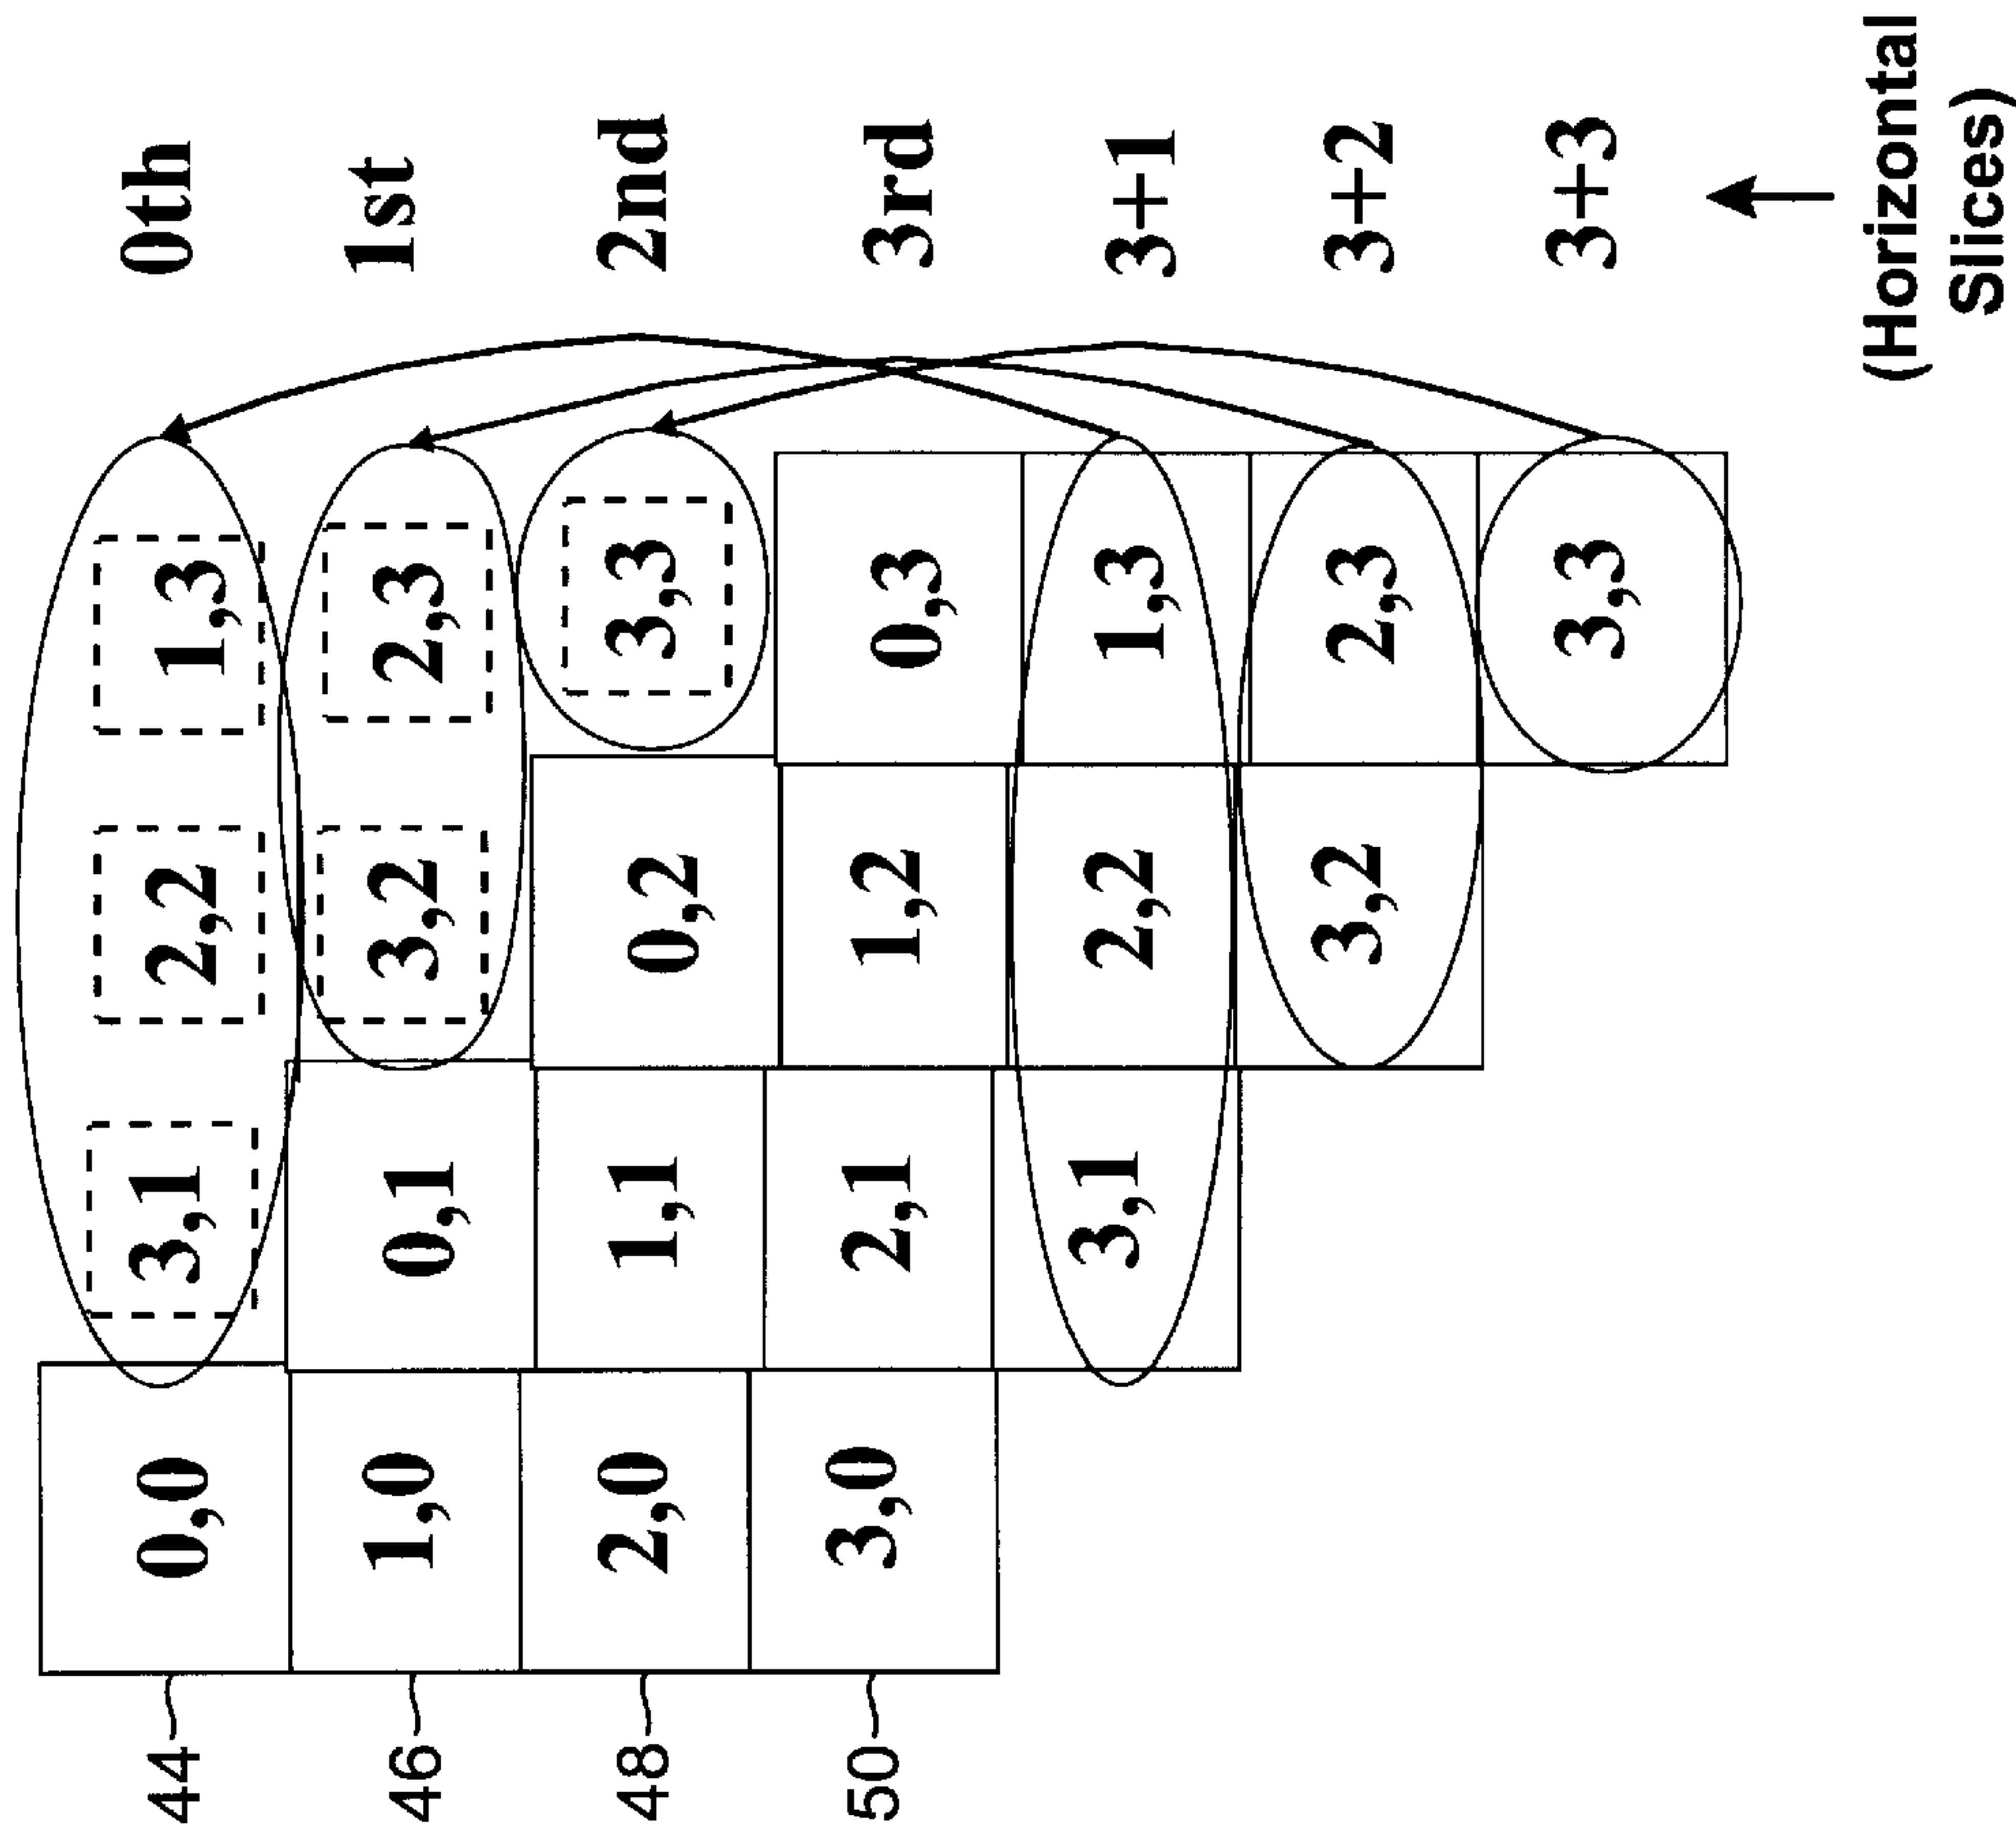 44 0,0 3,1 2,2 1,3 0th
46 1,0 0,1 3,2 2,3 1st
48 2,0 1,1 0,2 3,3 2nd
50 3,0 2,1 1,2 0,3 3rd
3,1 2,2 1,3 3+1
3,2 2,3 3+2
3,3 3+3
(Horizontal
Slices)